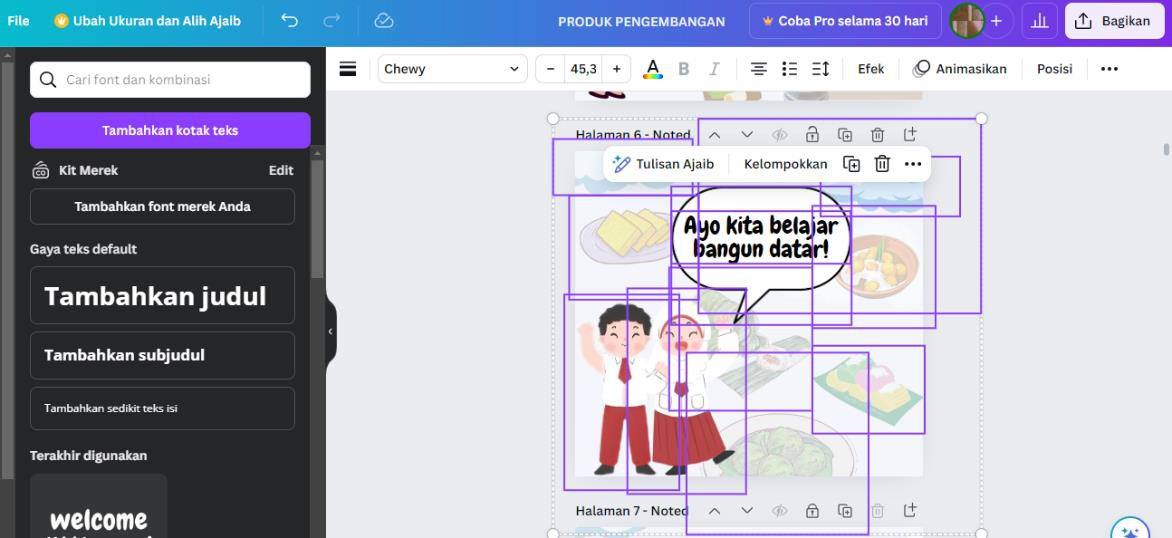 File
Ubah Ukuran dan Alih Ajaib
PRODUK PENGEMBANGAN
Coba Pro selama 30 hari
Bagikan
Cari font dan kombinasi
Chewy
45,3
A
B
I
Efek
Animasikan
Posisi
Tambahkan kotak teks
Kit Merek
Edit
Tambahkan font merek Anda
Gaya teks default
Tambahkan judul
Tambahkan subjudul
Tambahkan sedikit teks isi
Terakhir digunakan
welcome
Halaman 6 - Noted
Tulisan Ajaib
Kelompokkan
Ayo kita belajar
bangun datar!
Halaman 7 - Noted